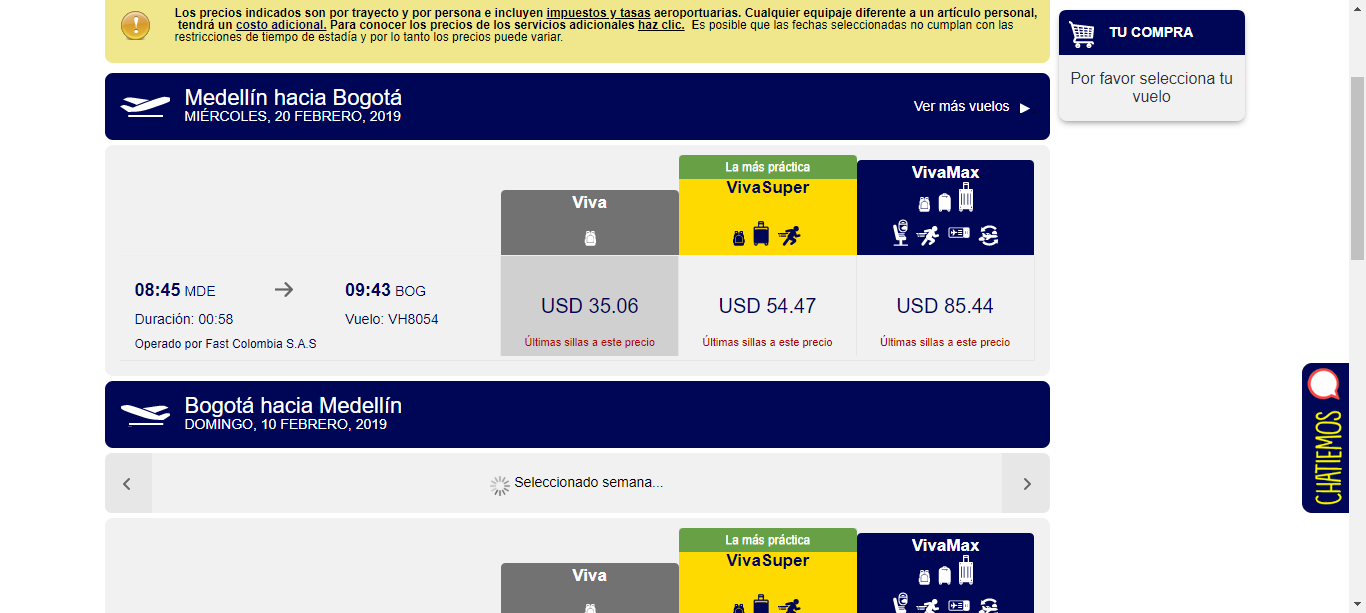 Los precios indicados son por trayecto y por persona e incluyen impuestos y tasas aeroportuarias. Cualquier equipaje diferente a un artículo personal,
tendrá un costo adicional. Para conocer los precios de los servicios adicionales haz clic. Es posible que las fechas seleccionadas no cumplan con las
restricciones de tiempo de estadía y por lo tanto los precios puede variar.
TU COMPRA
Por favor selecciona tu
vuelo
Medellín hacia Bogotá
MIÉRCOLES, 20 FEBRERO, 2019
Ver más vuelos
La más práctica
Viva
VivaSuper
VivaMax
08:45 MDE
09:43 BOG
Duración: 00:58
Vuelo: VH8054
Operado por Fast Colombia S.A.S
USD 35.06
USD 54.47
USD 85.44
Últimas sillas a este precio
Últimas sillas a este precio
Últimas sillas a este precio
Bogotá hacia Medellín
DOMINGO, 10 FEBRERO, 2019
Seleccionado semana...
La más práctica
Viva
VivaSuper
VivaMax
CHATIEMOS